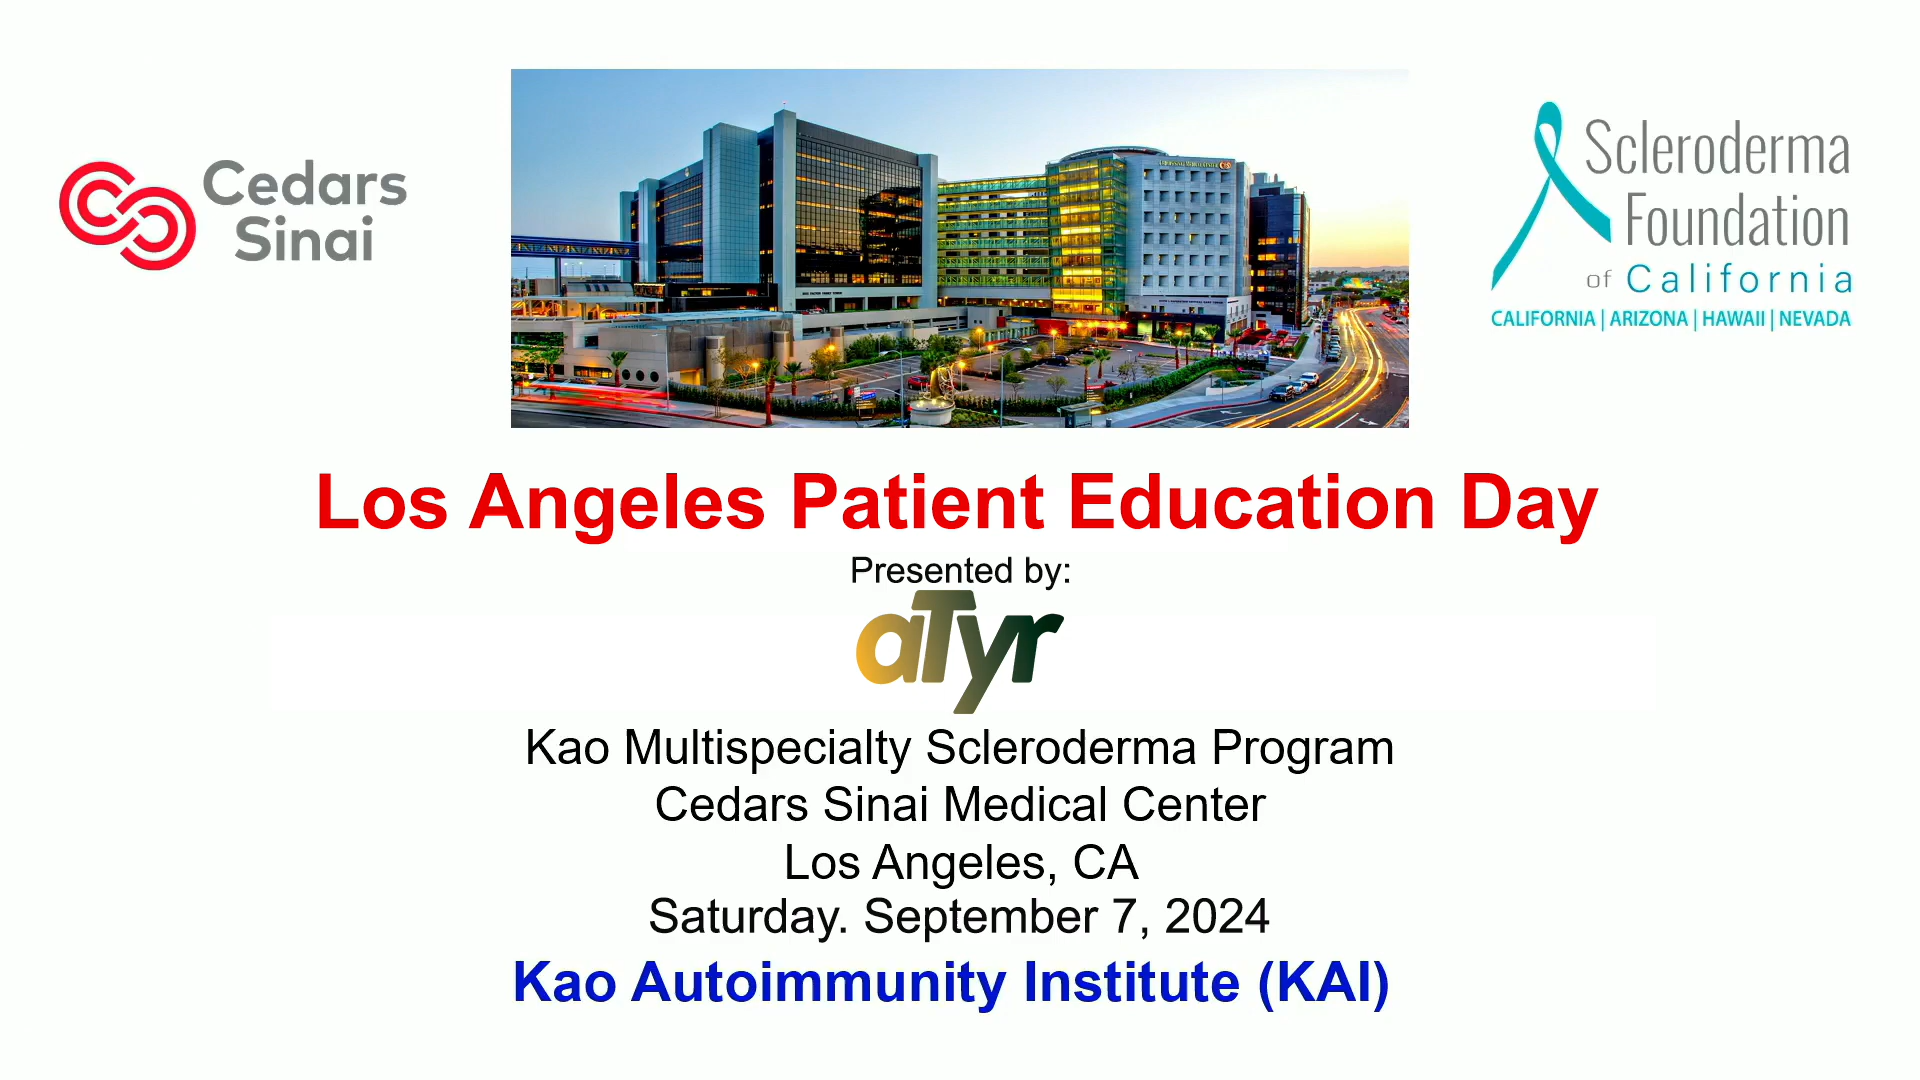 Cedars
Sinai
Scleroderma
Foundation
of California
CALIFORNIA | ARIZONA | HAWAII | NEVADA
Los Angeles Patient Education Day
Presented by:
aTyr
Kao Multispecialty Scleroderma Program
Cedars Sinai Medical Center
Los Angeles, CA
Saturday. September 7, 2024
Kao Autoimmunity Institute (KAI)